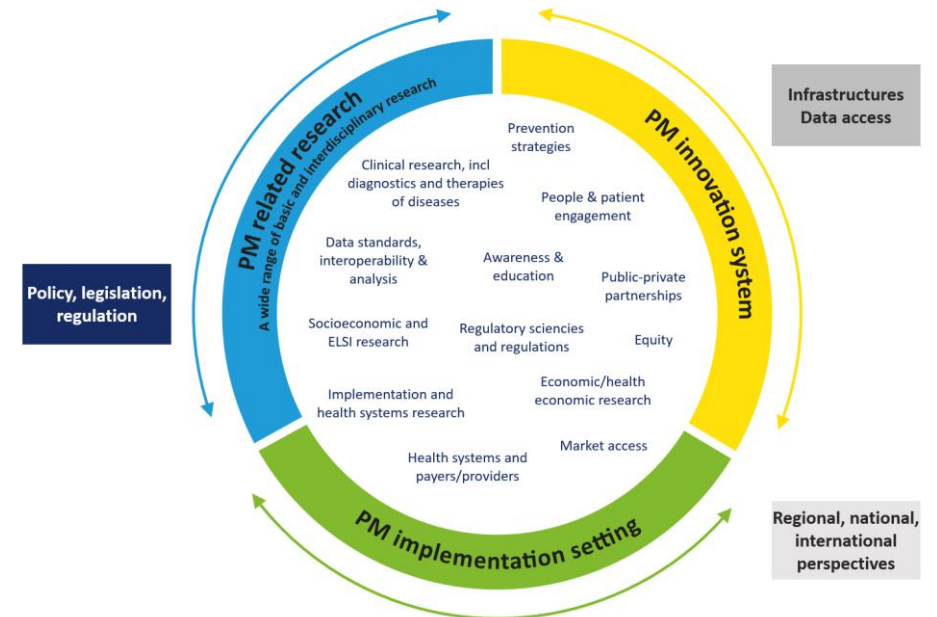 PM related research
A wide range of basic and interdisciplinary research
PM innovation system
PM implementation setting
Prevention
strategies
Clinical research, incl
diagnostics and therapies
of diseases
People & patient
engagement
Data standards,
interoperability &
analysis
Awareness &
education
Public-private
partnerships
Socioeconomic and
ELSI research
Regulatory sciencies
and regulations
Equity
Implementation and
health systems research
Economic/health
economic research
Market access
Health systems and
payers/providers
Policy, legislation,
regulation
Infrastructures
Data access
Regional, national,
international
perspectives